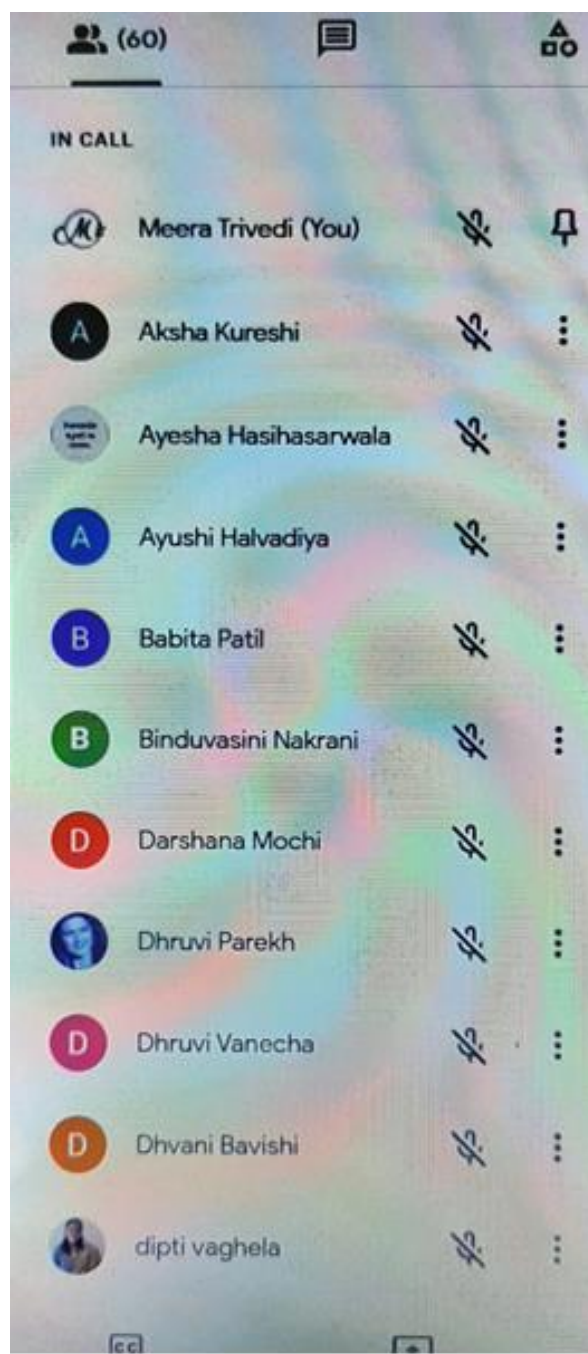 (60)
IN CALL
M Meera Trivedi (You)
A Aksha Kureshi
Ayesha Hasihasarwala
A Ayushi Halvadiya
B Babita Patil
B Binduvasini Nakrani
D Darshana Mochi
Dhruvi Parekh
D Dhruvi Vanecha
D Dhvani Bavishi
dipti vaghela
CC